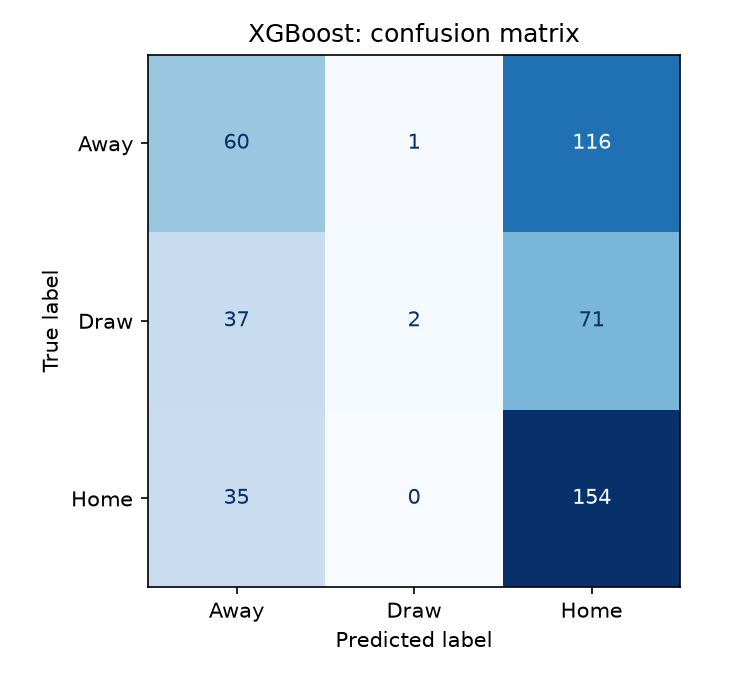 XGBoost: confusion matrix
Away 60 1 116
Draw 37 2 71
Home 35 0 154
True label
Away Draw Home
Predicted label